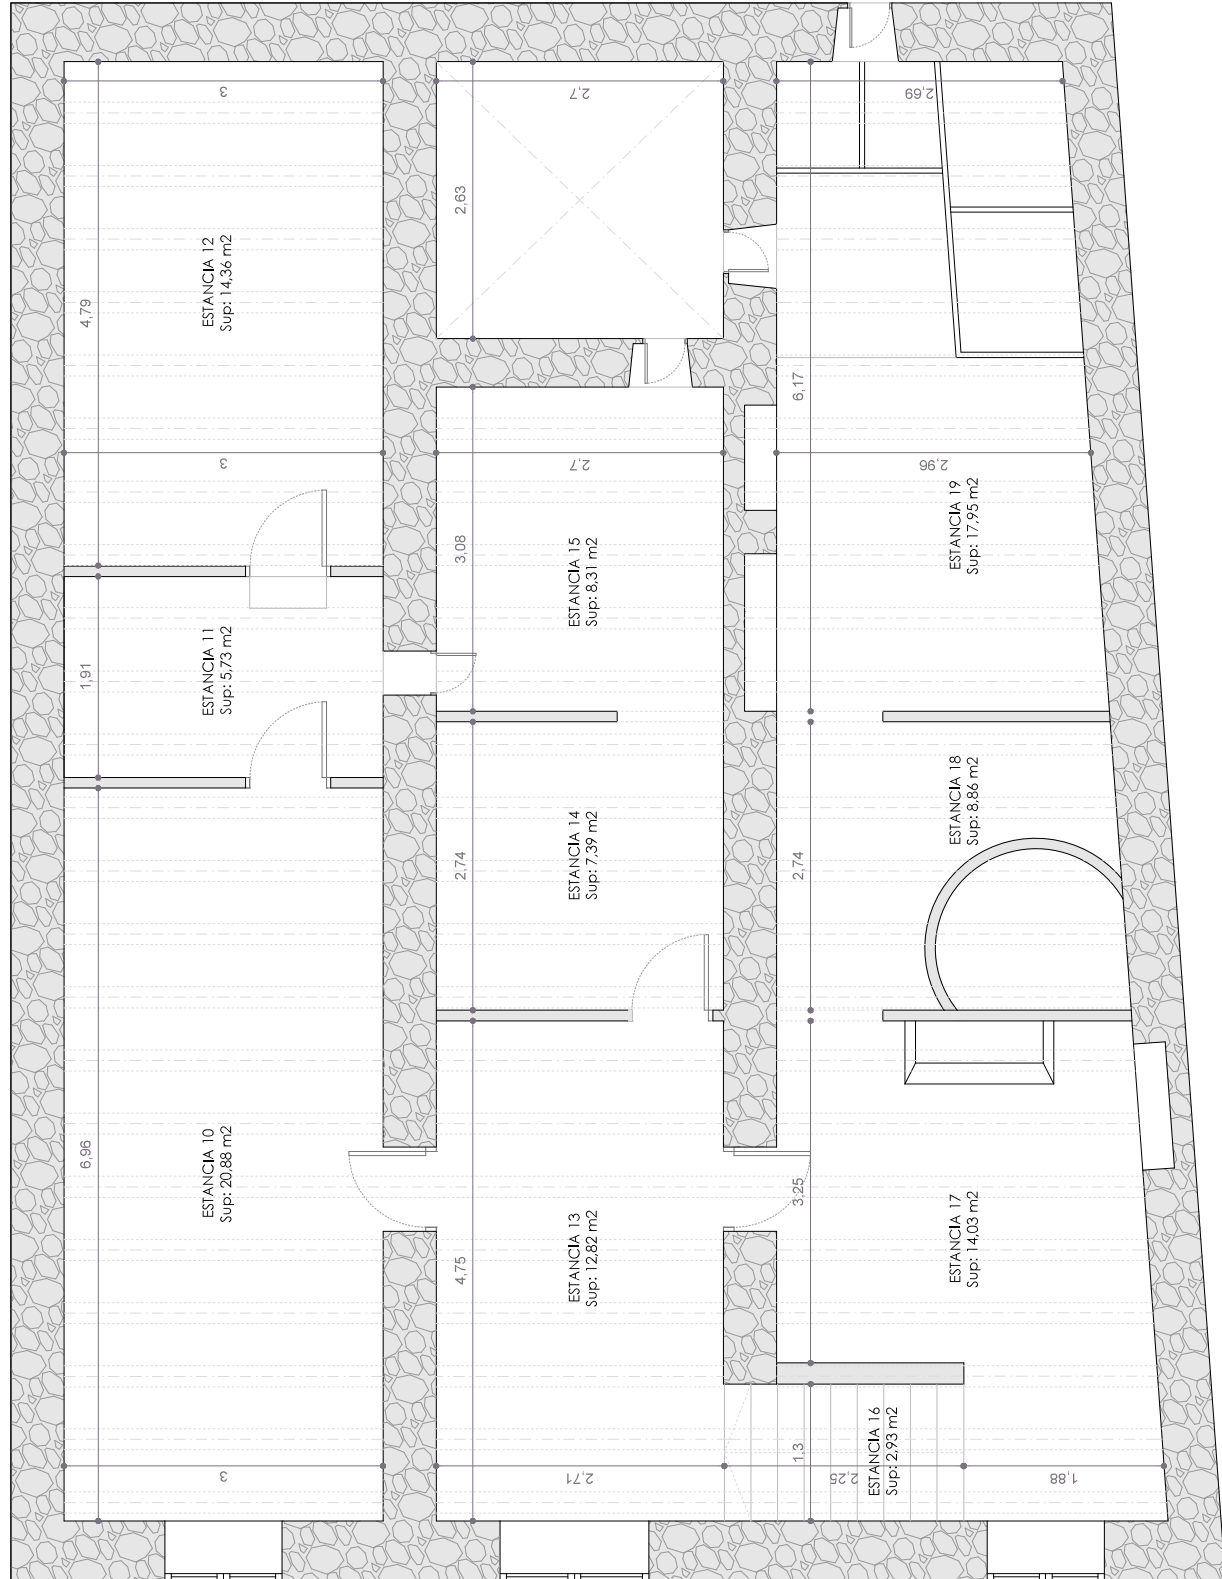 3
2,7
2,69
4,79
2,63
6,17
ESTANCIA 12
Sup: 14,36 m2
3
2,7
2,96
3,08
ESTANCIA 15
Sup: 8,31 m2
ESTANCIA 19
Sup: 17,95 m2
1,91
ESTANCIA 11
Sup: 5,73 m2
2,74
ESTANCIA 14
Sup: 7,39 m2
2,74
ESTANCIA 18
Sup: 8,86 m2
6,96
ESTANCIA 10
Sup: 20,88 m2
4,75
ESTANCIA 13
Sup: 12,82 m2
3,25
ESTANCIA 17
Sup: 14,03 m2
1,3
ESTANCIA 16
Sup: 2,93 m2
3
2,71
2,25
1,88